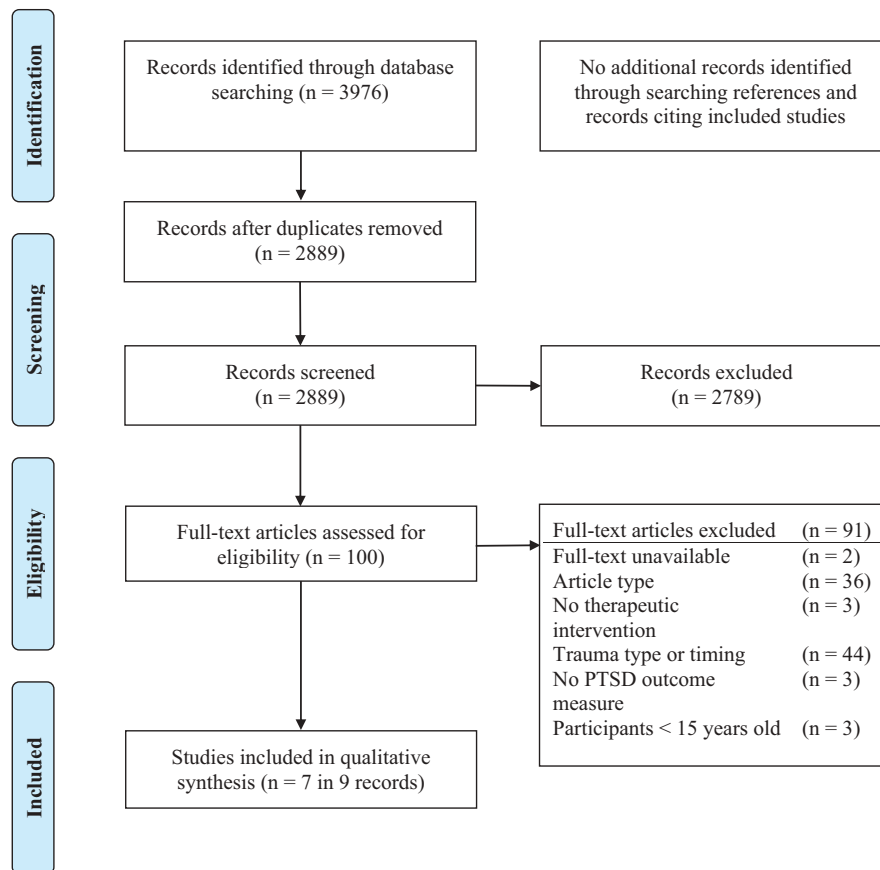 Identification
Records identified through database
searching (n = 3976)
No additional records identified
through searching references and
records citing included studies
Records after duplicates removed
(n = 2889)
Screening
Records screened
(n = 2889)
Records excluded
(n = 2789)
Eligibility
Full-text articles assessed for
eligibility (n = 100)
Full-text articles excluded (n = 91)
Full-text unavailable (n = 2)
Article type (n = 36)
No therapeutic (n = 3)
intervention
Trauma type or timing (n = 44)
No PTSD outcome (n = 3)
measure
Participants < 15 years old (n = 3)
Included
Studies included in qualitative
synthesis (n = 7 in 9 records)